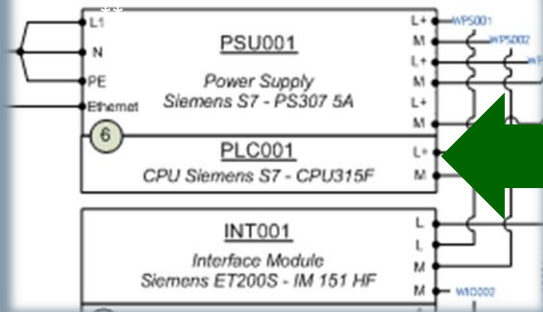 L1
N
PE
Ethernet
PSU001
Power Supply
Siemens S7 - PS307 5A
L+
M
L+
M
L+
M
WPS001
WPS002
6
PLC001
CPU Siemens S7 - CPU315F
L+
M
INT001
Interface Module
Siemens ET200S - IM 151 HF
L
L
M
M
WIO002